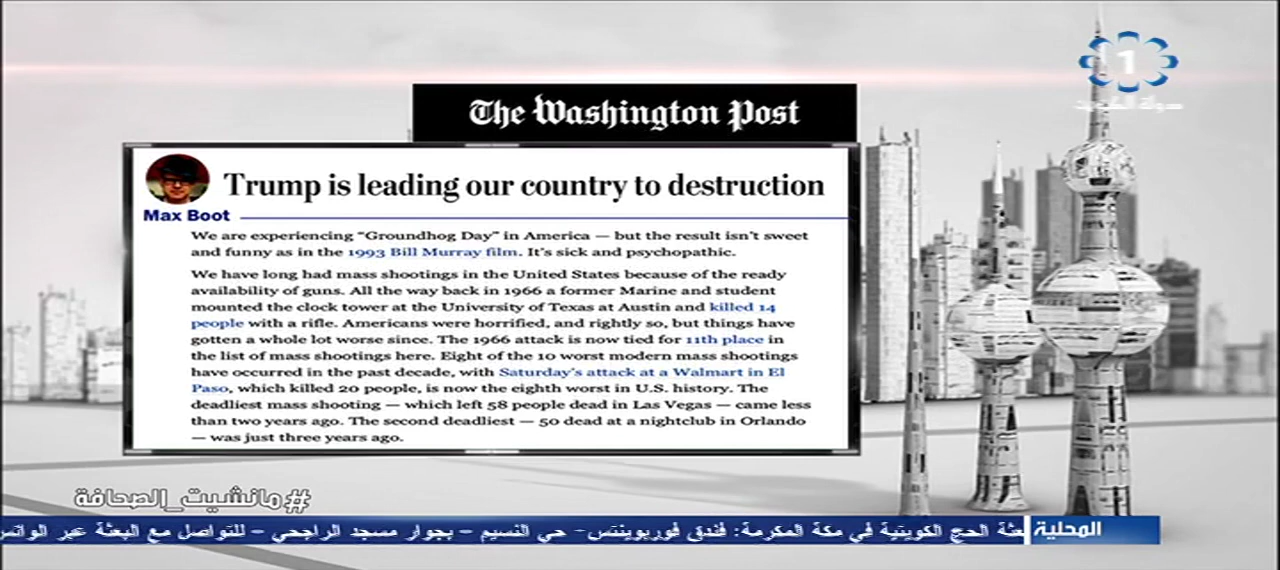 1
The Washington Post
Trump is leading our country to destruction
Max Boot
We are experiencing “Groundhog Day” in America — but the result isn’t sweet
and funny as in the 1993 Bill Murray film. It’s sick and psychopathic.
We have long had mass shootings in the United States because of the ready
availability of guns. All the way back in 1966 a former Marine and student
mounted the clock tower at the University of Texas at Austin and killed 14
people with a rifle. Americans were horrified, and rightly so, but things have
gotten a whole lot worse since. The 1966 attack is now tied for 11th place in
the list of mass shootings here. Eight of the 10 worst modern mass shootings
have occurred in the past decade, with Saturday’s attack at a Walmart in El
Paso, which killed 20 people, is now the eighth worst in U.S. history. The
deadliest mass shooting — which left 58 people dead in Las Vegas — came less
than two years ago. The second deadliest — 50 dead at a nightclub in Orlando
— was just three years ago.
#مانشيت_الصحافة
المحلية
الحج الكويتية في مكة المكرمة: فندق فوربوينتس- حي النسيم - بجوار مسجد الراجحي - للتواصل مع البعثة عبر